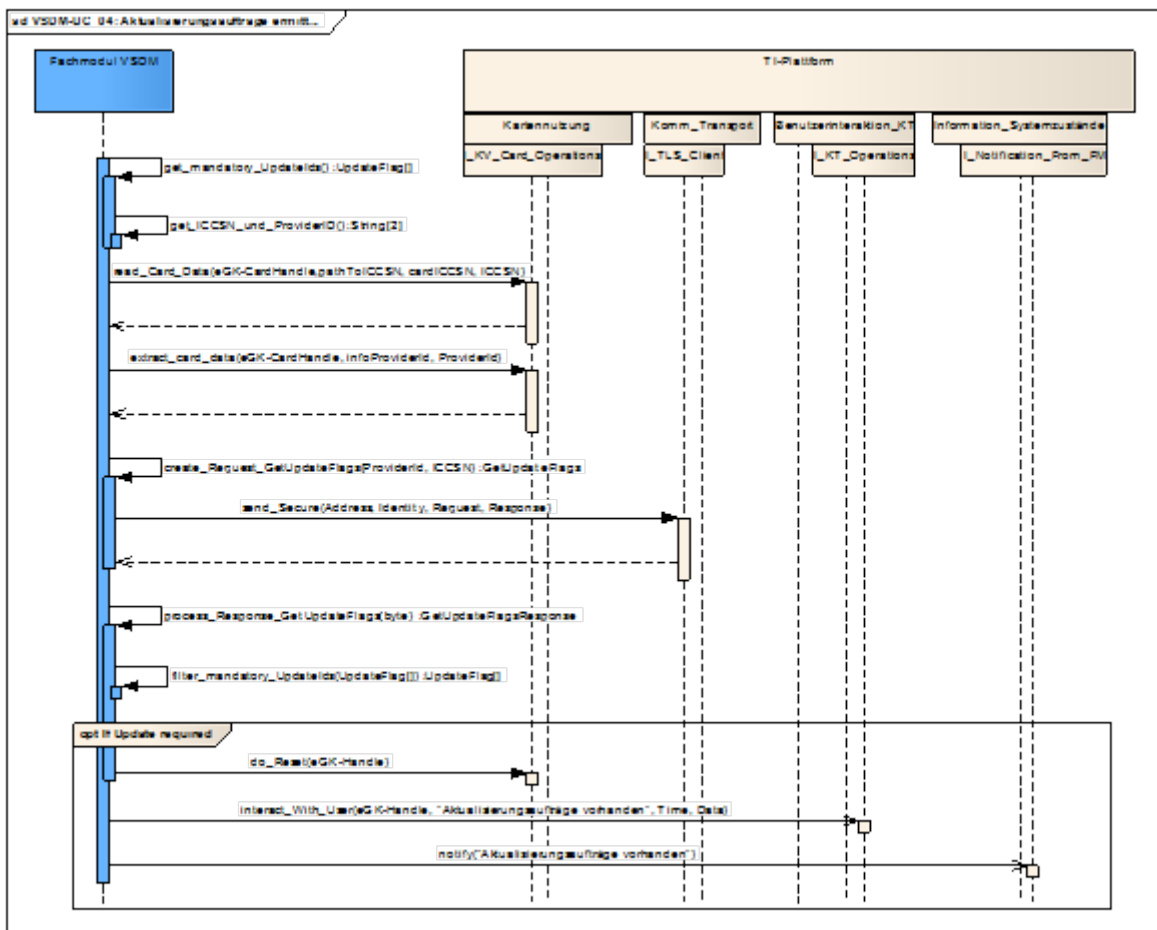 sd VSDM-UC_04: Aktualisierungsaufträge ermitt...
Fachmodul VSDM
TI-Plattform
Kartennutzung
Komm_Transport
Benutzerinteraktion_KT
Information_Systemzustände
I_KV_Card_Operations
I_TLS_Client
I_KT_Operations
I_Notification_From_FM
get_mandatory_UpdateIds() :UpdateFlag[]
get_ICCSN_und_ProviderID() :String[2]
read_Card_Data(eGK-CardHandle,pathToICCSN, cardICCSN, ICCSN)
extract_card_data(eGK-CardHandle, infoProviderId, ProviderId)
create_Request_GetUpdateFlags(ProviderId, ICCSN) :GetUpdateFlags
send_Secure(Address, Identity, Request, Response)
process_Response_GetUpdateFlags(byte) :GetUpdateFlagsResponse
filter_mandatory_UpdateIds(UpdateFlag[]) :UpdateFlag[]
opt If Update required
do_Reset(eGK-Handle)
interact_With_User(eGK-Handle, "Aktualisierungsaufträge vorhanden", Time, Data)
notify("Aktualisierungsaufträge vorhanden")